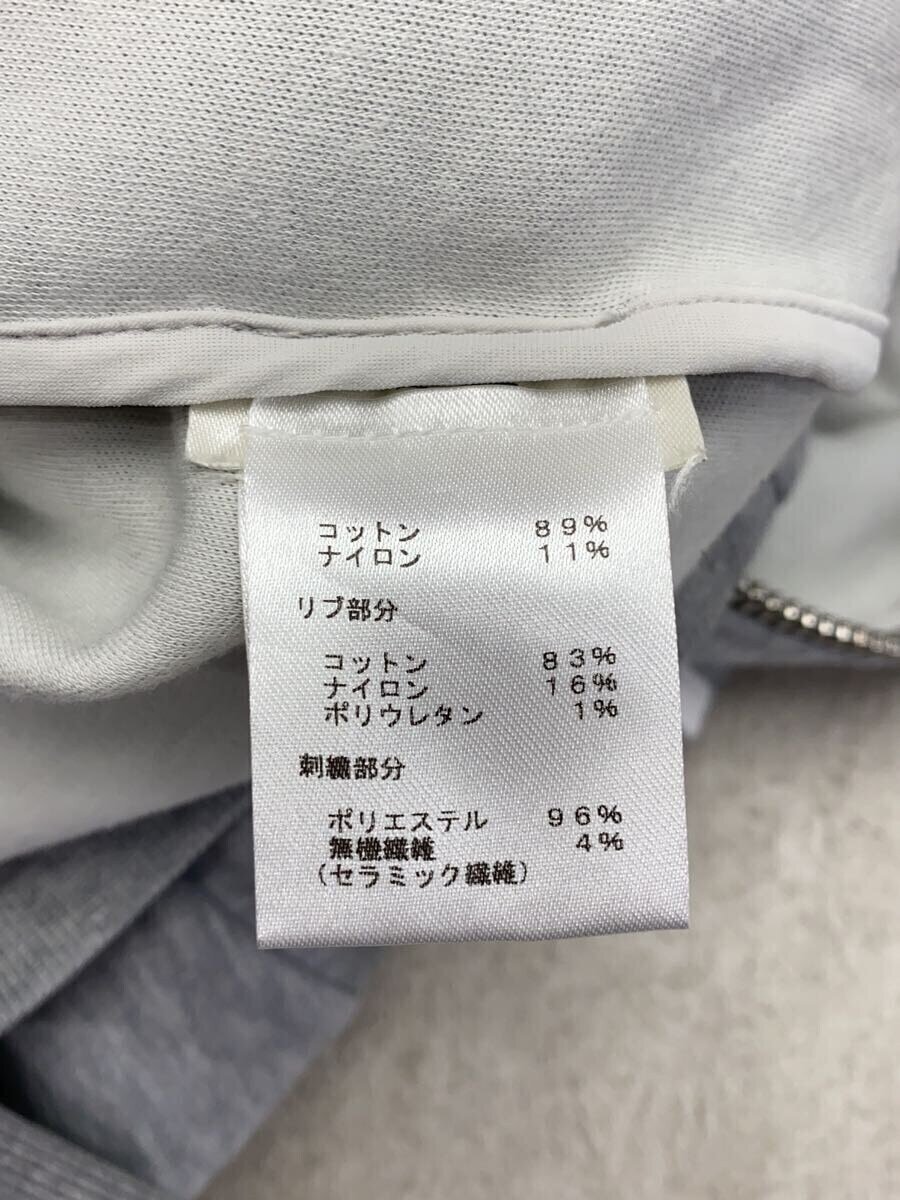 コットン 89%
ナイロン 11%
リブ部分
コットン 83%
ナイロン 16%
ポリウレタン 1%
刺繍部分
ポリエステル 96%
無機繊維 4%
(セラミック繊維)